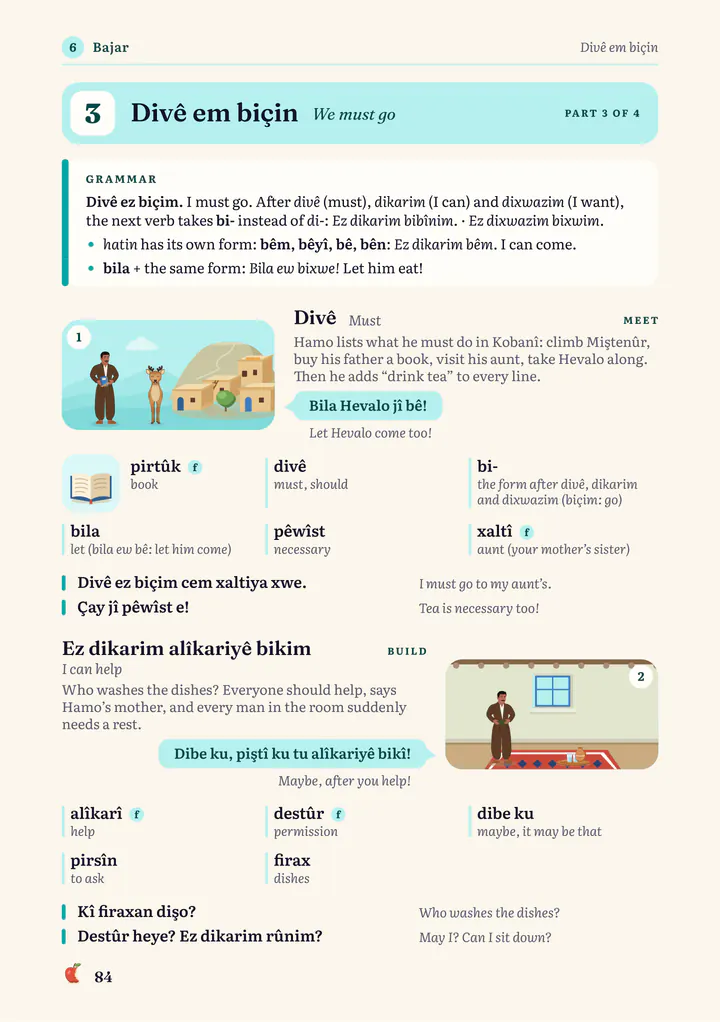 6 Bajar
Divê em biçin
3 Divê em biçin We must go PART 3 OF 4
GRAMMAR
Divê ez biçim. I must go. After divê (must), dikarim (I can) and dixwazim (I want),
the next verb takes bi- instead of di-: Ez dikarim bibînim. · Ez dixwazim bixwim.
• hatin has its own form: bêm, bêyî, bê, bên: Ez dikarim bêm. I can come.
• bila + the same form: Bila ew bixwe! Let him eat!
1
Divê Must MEET
Hamo lists what he must do in Kobanî: climb Miştenûr,
buy his father a book, visit his aunt, take Hevalo along.
Then he adds “drink tea” to every line.
Bila Hevalo jî bê!
Let Hevalo come too!
pirtûk f
book
divê
must, should
bi-
the form after divê, dikarim
and dixwazim (biçim: go)
bila
let (bila ew bê: let him come)
pêwîst
necessary
xaltî f
aunt (your mother’s sister)
Divê ez biçim cem xaltiya xwe. I must go to my aunt’s.
Çay jî pêwîst e! Tea is necessary too!
Ez dikarim alîkariyê bikim BUILD
I can help
Who washes the dishes? Everyone should help, says
Hamo’s mother, and every man in the room suddenly
needs a rest.
Dibe ku, piştî ku tu alîkariyê bikî!
Maybe, after you help!
2
alîkarî f
help
destûr f
permission
dibe ku
maybe, it may be that
pirsîn
to ask
firax
dishes
Kî firaxan dişo? Who washes the dishes?
Destûr heye? Ez dikarim rûnim? May I? Can I sit down?
84